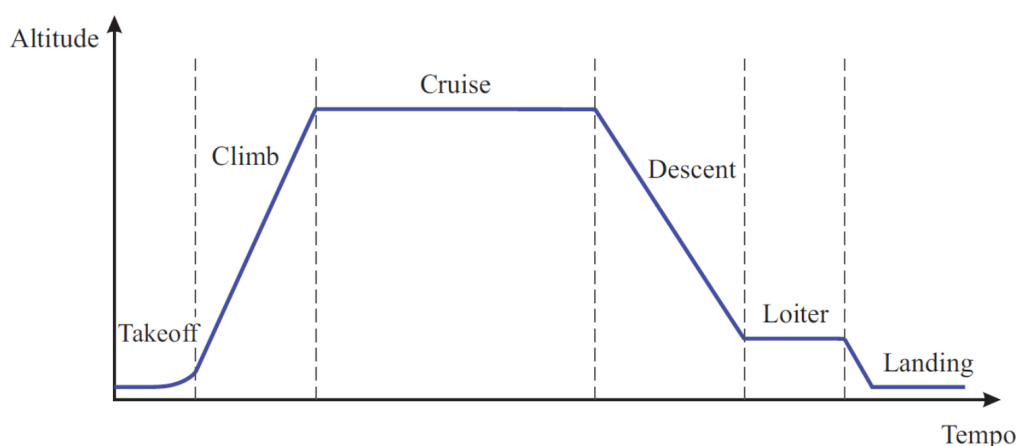 Altitude
Cruise
Climb
Descent
Takeoff
Loiter
Landing
Tempo